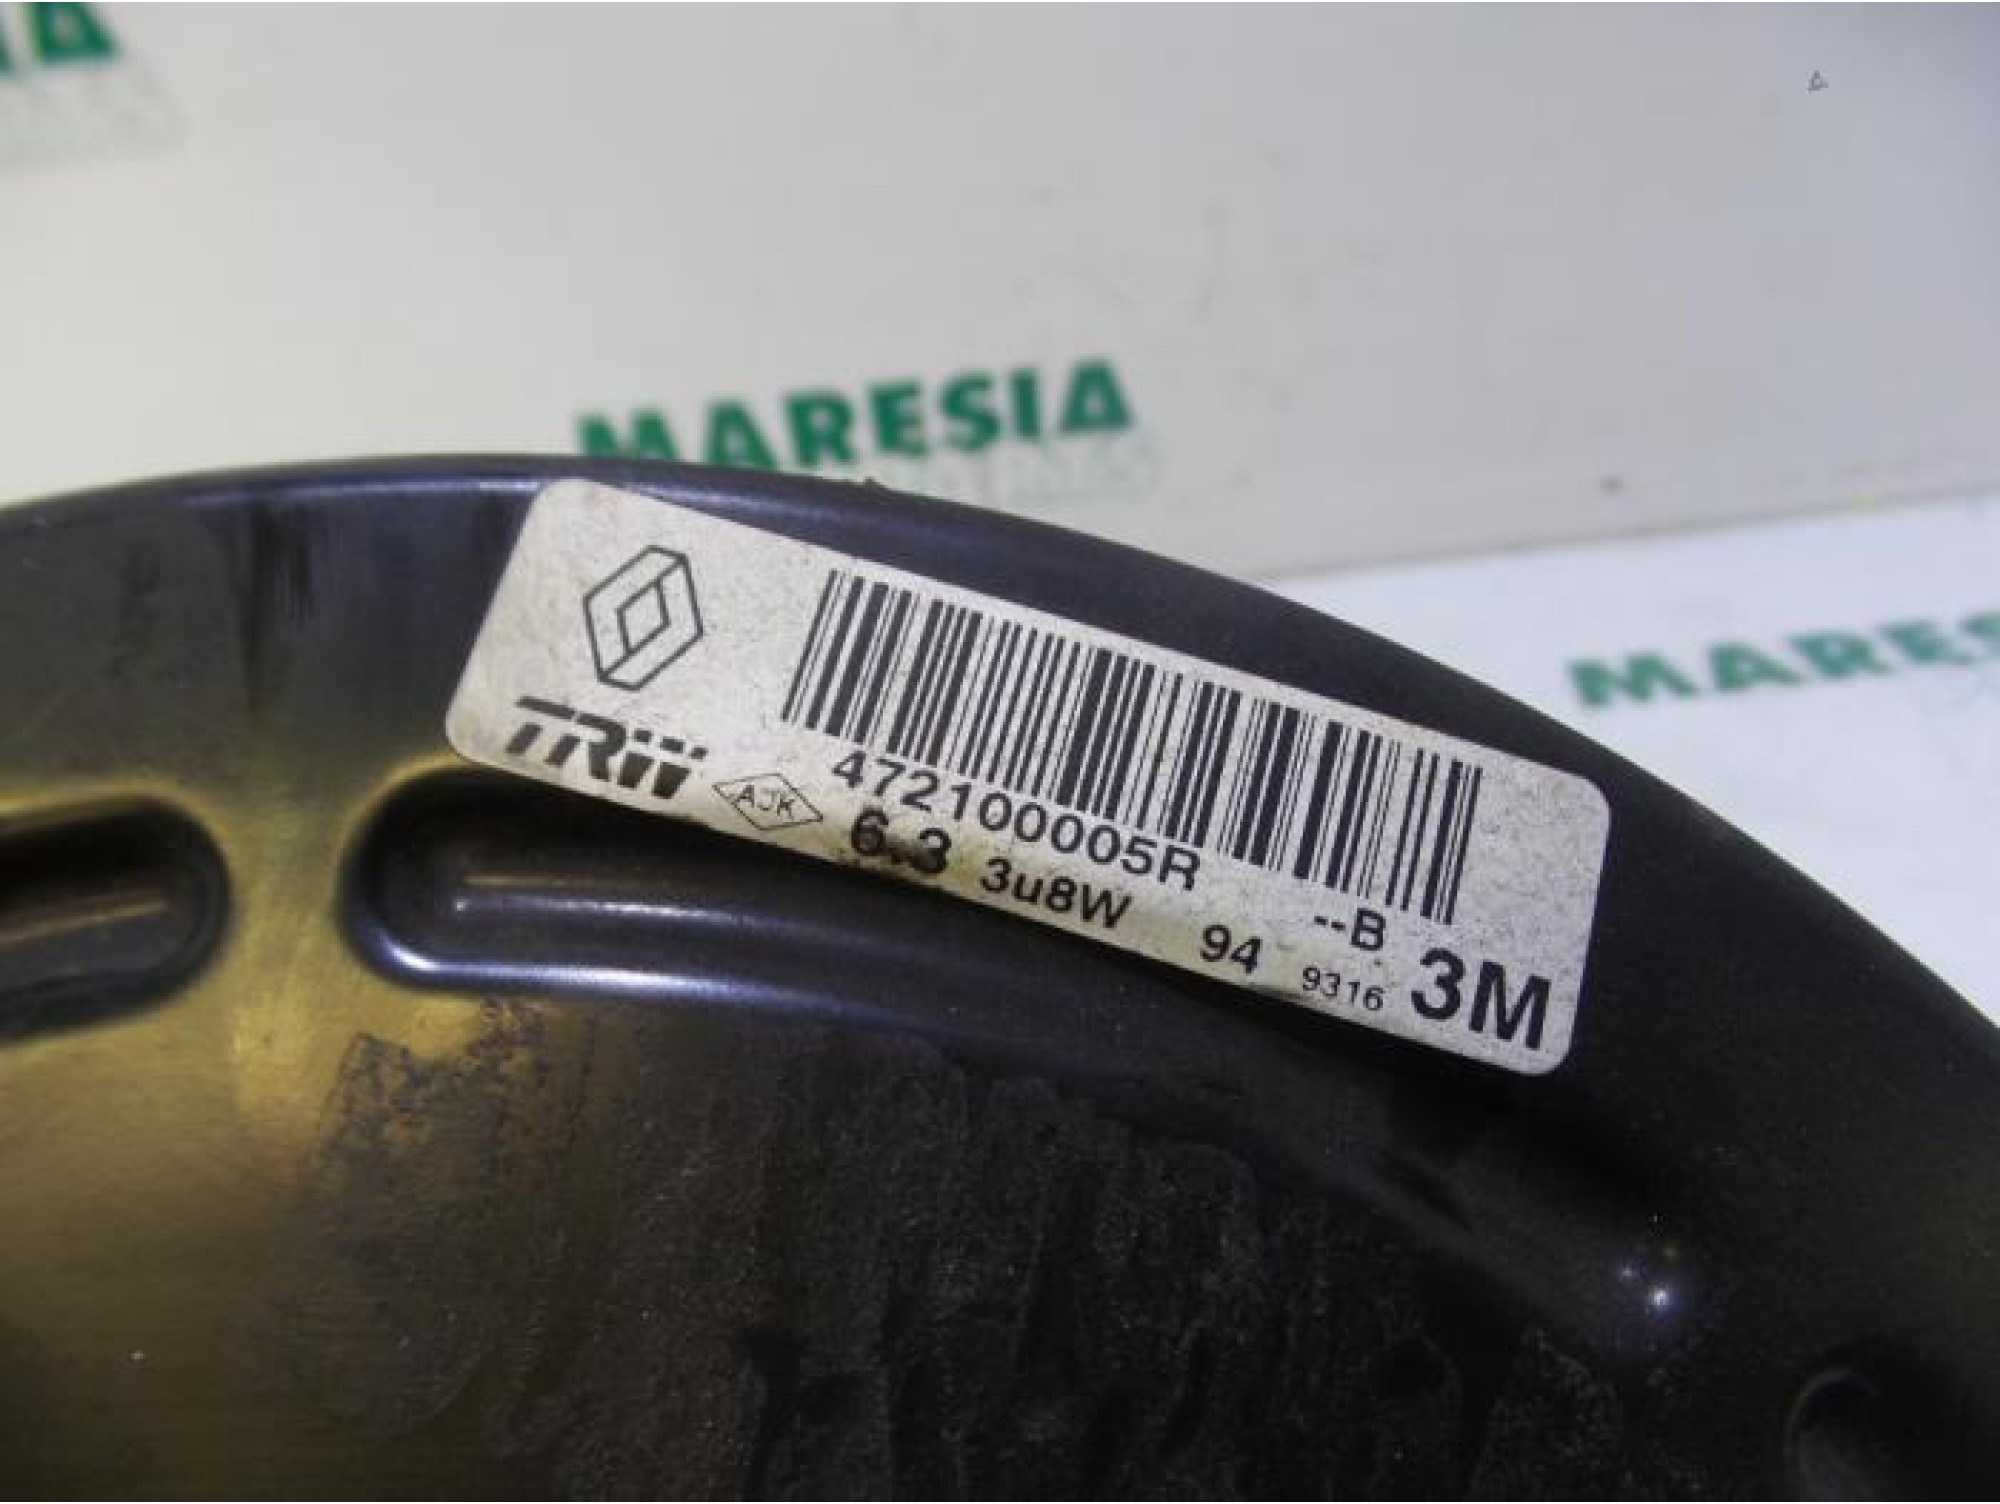 MARESIA
MARES
TRW
AJK
472100005R
--B
6.3 3u8W 94 9316 3M